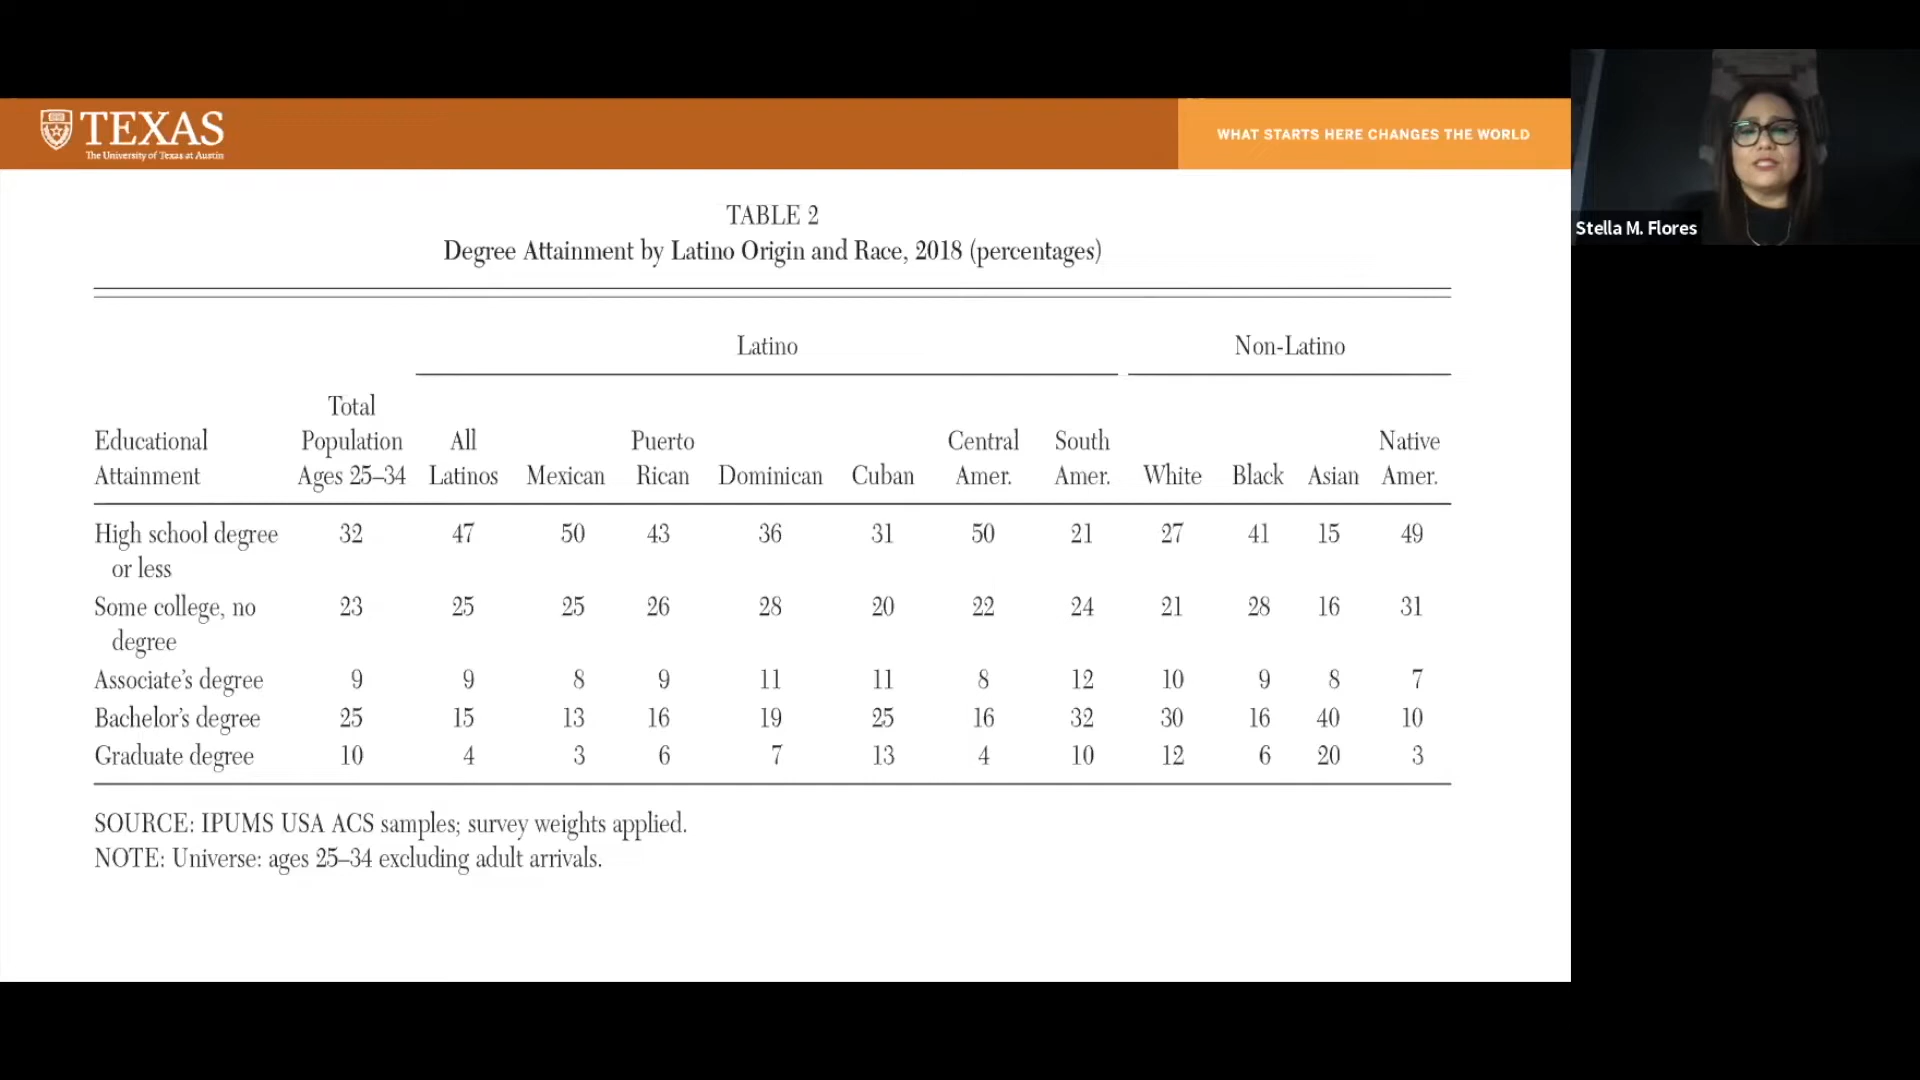 TEXAS
The University of Texas at Austin
WHAT STARTS HERE CHANGES THE WORLD
Stella M. Flores
TABLE 2
Degree Attainment by Latino Origin and Race, 2018 (percentages)
Latino Non-Latino
Total
Educational Population All Puerto Central South Native
Attainment Ages 25–34 Latinos Mexican Rican Dominican Cuban Amer. Amer. White Black Asian Amer.
High school degree 32 47 50 43 36 31 50 21 27 41 15 49
or less
Some college, no 23 25 25 26 28 20 22 24 21 28 16 31
degree
Associate's degree 9 9 8 9 11 11 8 12 10 9 8 7
Bachelor's degree 25 15 13 16 19 25 16 32 30 16 40 10
Graduate degree 10 4 3 6 7 13 4 10 12 6 20 3
SOURCE: IPUMS USA ACS samples; survey weights applied.
NOTE: Universe: ages 25–34 excluding adult arrivals.